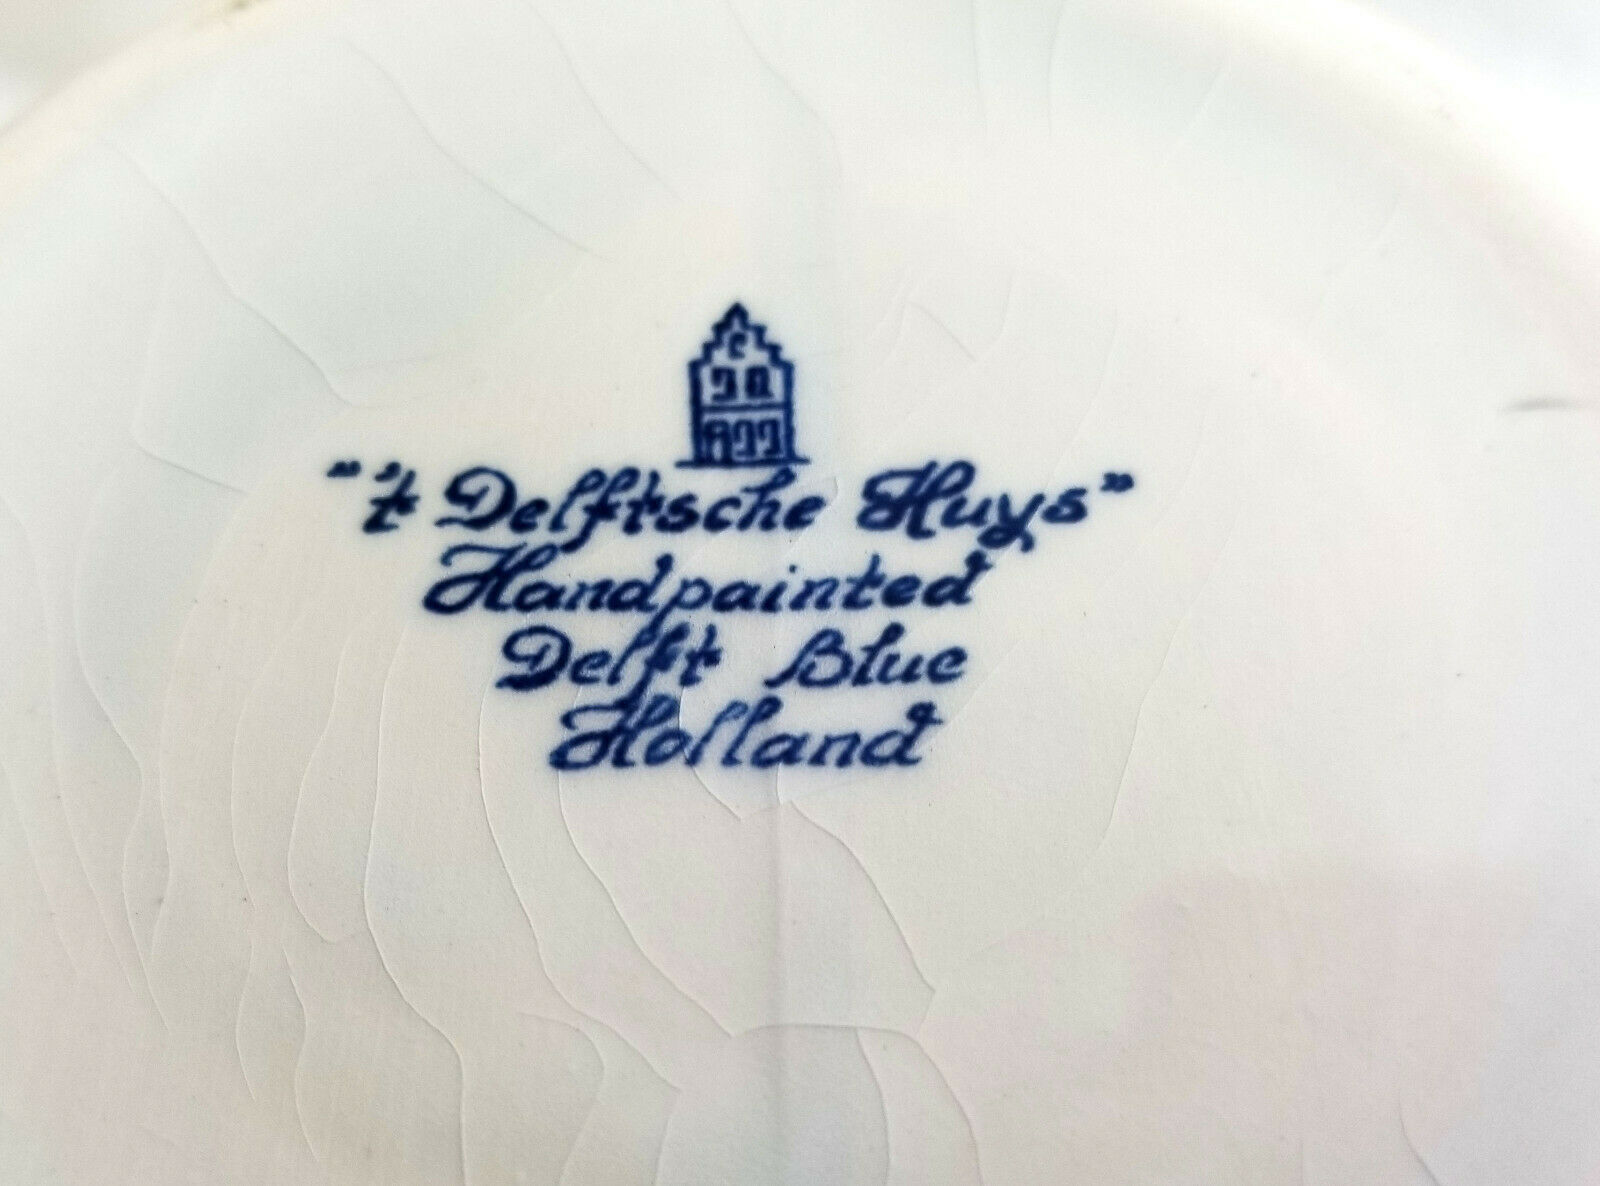 "'t Delftsche Huys"
Handpainted
Delft Blue
Holland